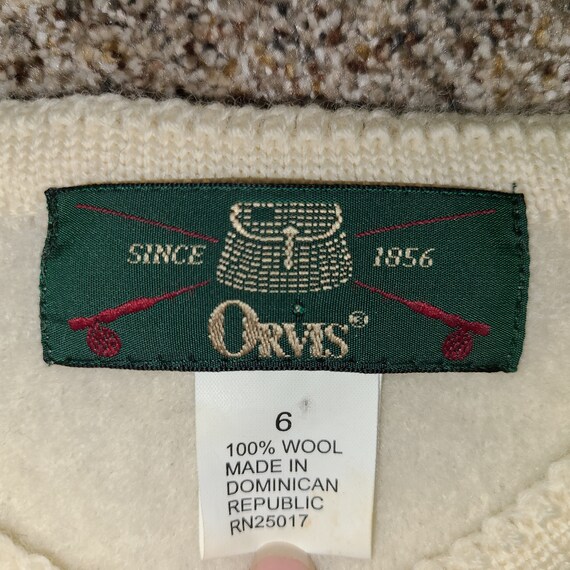 SINCE 1856
ORVIS®
6
100% WOOL
MADE IN
DOMINICAN
REPUBLIC
RN25017